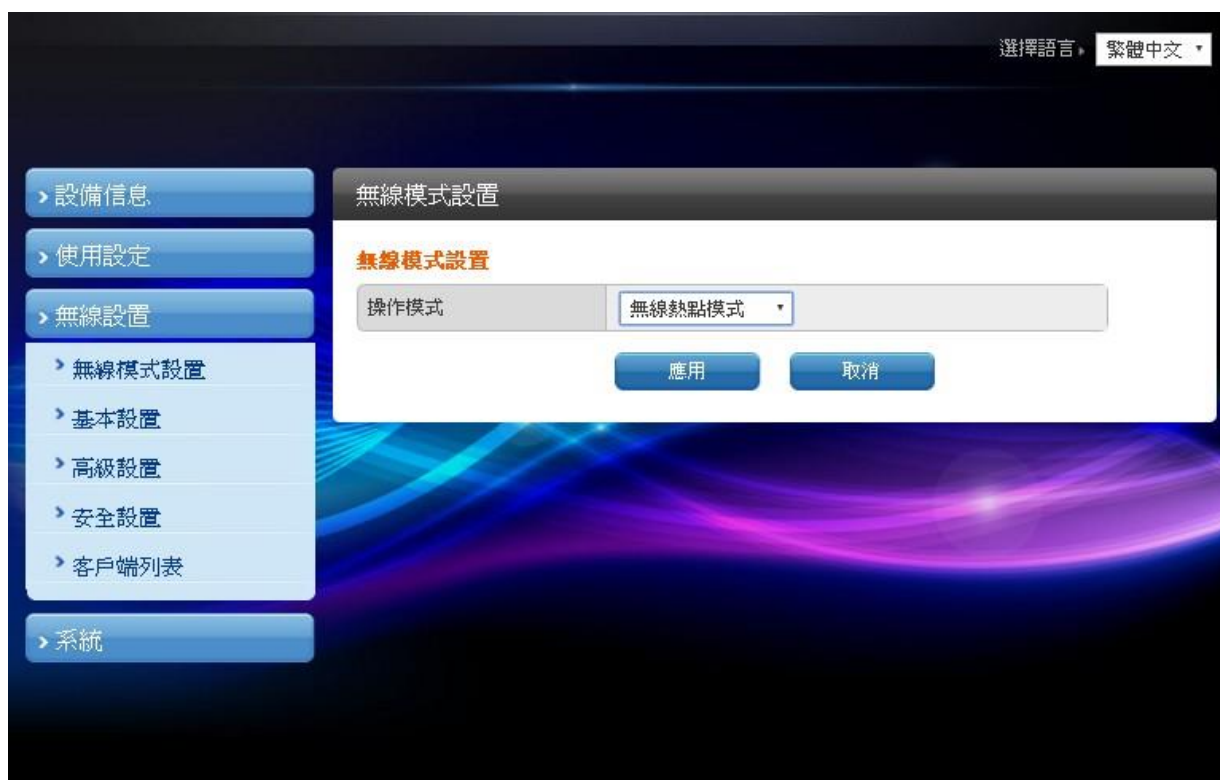 選擇語言
繁體中文
設備信息
使用設定
無線設置
無線模式設置
基本設置
高級設置
安全設置
客戶端列表
系統
無線模式設置
無線模式設置
操作模式
無線熱點模式
應用
取消